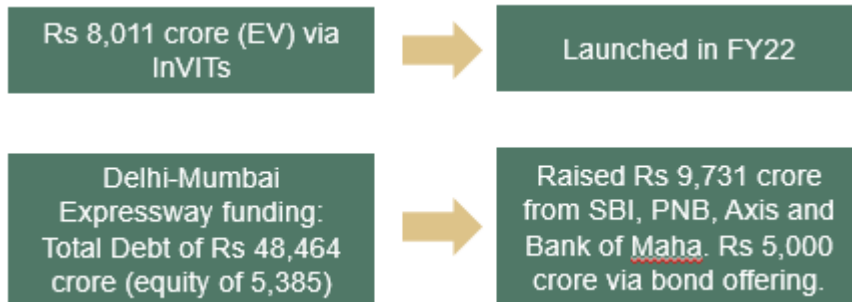 Rs 8,011 crore (EV) via
InVITs
Launched in FY22
Delhi-Mumbai
Expressway funding:
Total Debt of Rs 48,464
crore (equity of 5,385)
Raised Rs 9,731 crore
from SBI, PNB, Axis and
Bank of Maha. Rs 5,000
crore via bond offering.